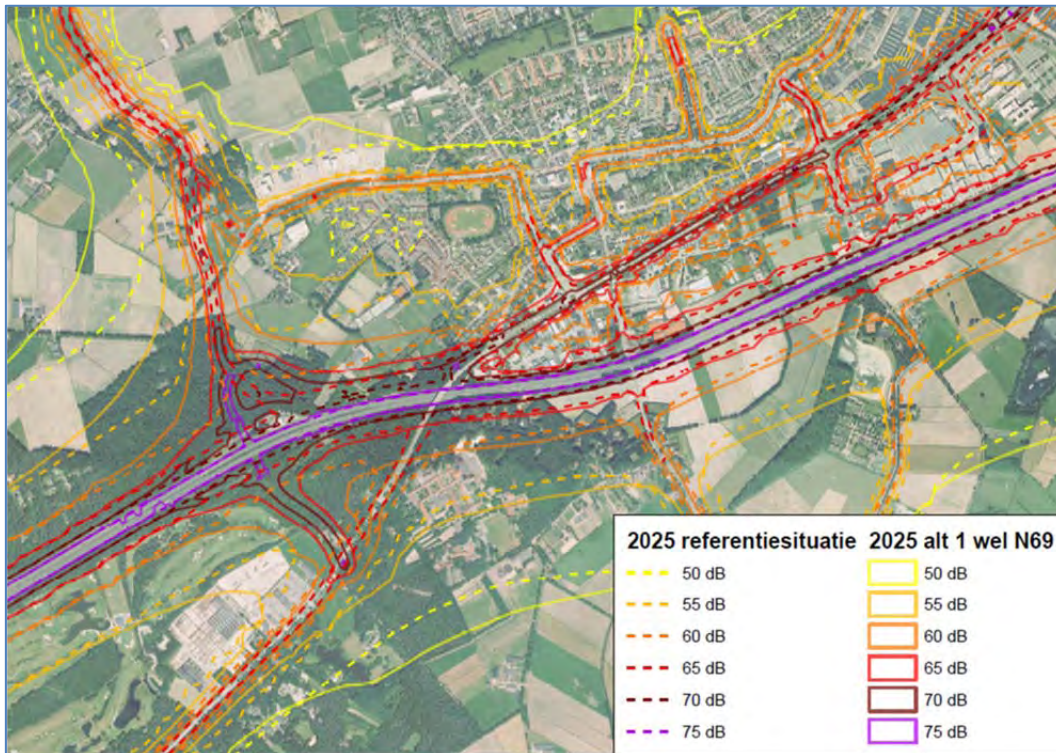 2025 referentiesituatie 2025 alt 1 wel N69
50 dB 50 dB
55 dB 55 dB
60 dB 60 dB
65 dB 65 dB
70 dB 70 dB
75 dB 75 dB